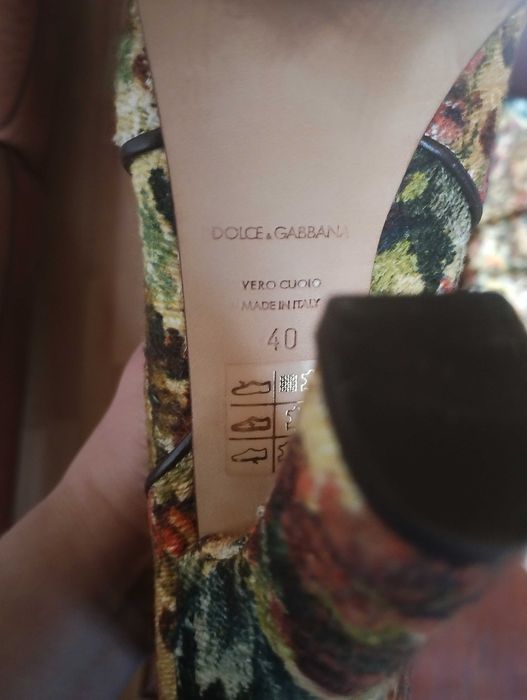 DOLCE & GABBANA
VERO CUOIO
MADE IN ITALY
40